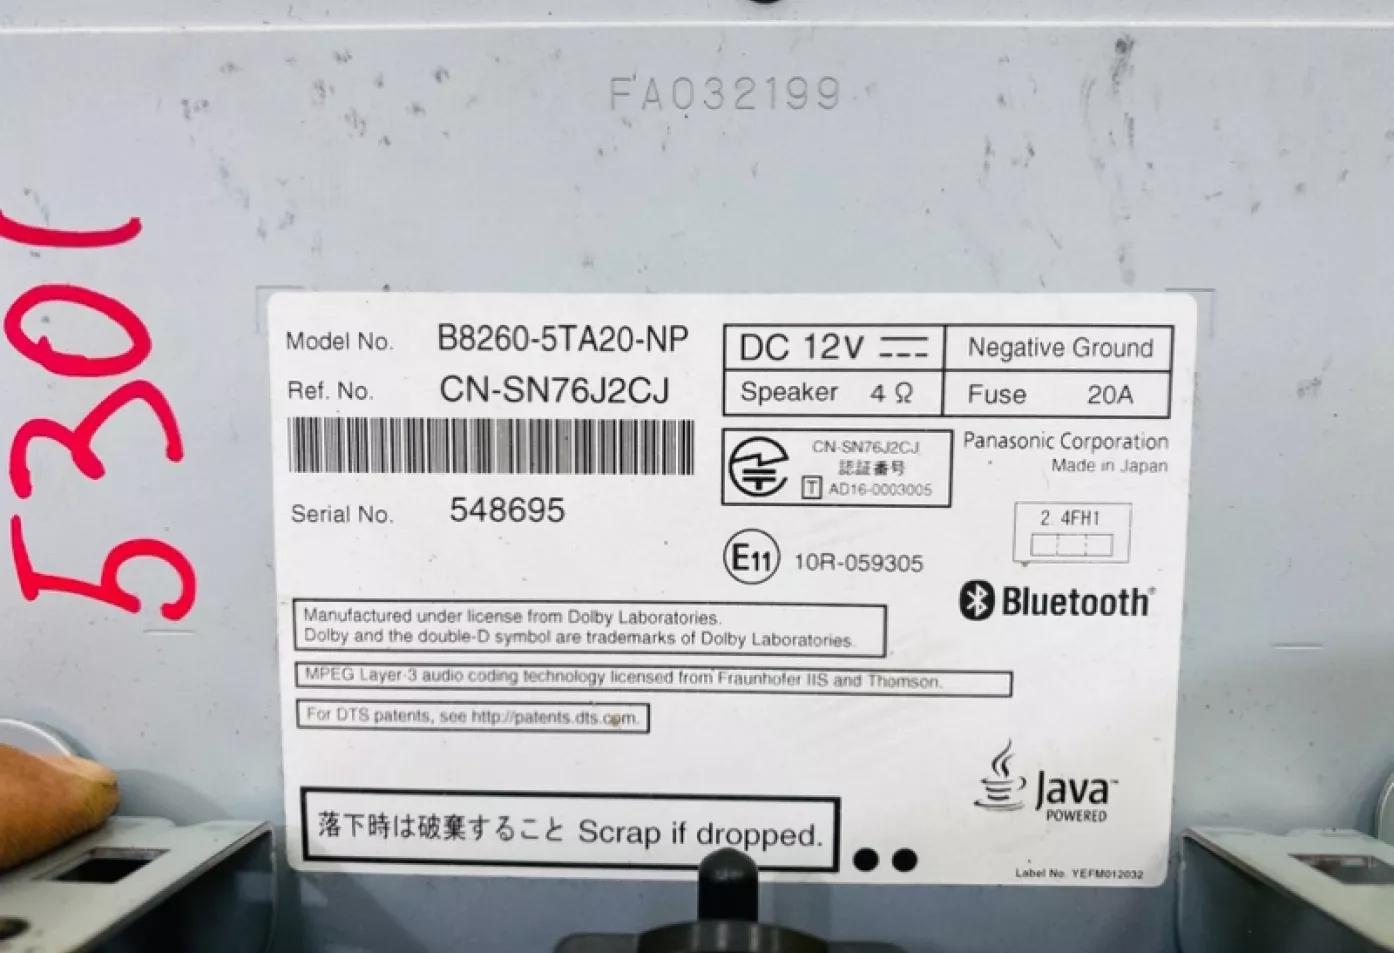 FA032199
5301
Model No. B8260-5TA20-NP
Ref. No. CN-SN76J2CJ
Serial No. 548695
DC 12V Negative Ground
Speaker 4 Ω Fuse 20A
CN-SN76J2CJ
認証番号
T AD16-0003005
Panasonic Corporation
Made in Japan
2.4FH1
E11 10R-059305
Bluetooth®
Manufactured under license from Dolby Laboratories.
Dolby and the double-D symbol are trademarks of Dolby Laboratories.
MPEG Layer-3 audio coding technology licensed from Fraunhofer IIS and Thomson.
For DTS patents, see http://patents.dts.com.
Java™
POWERED
落下時は破棄すること Scrap if dropped.
Label No. YEFM012032